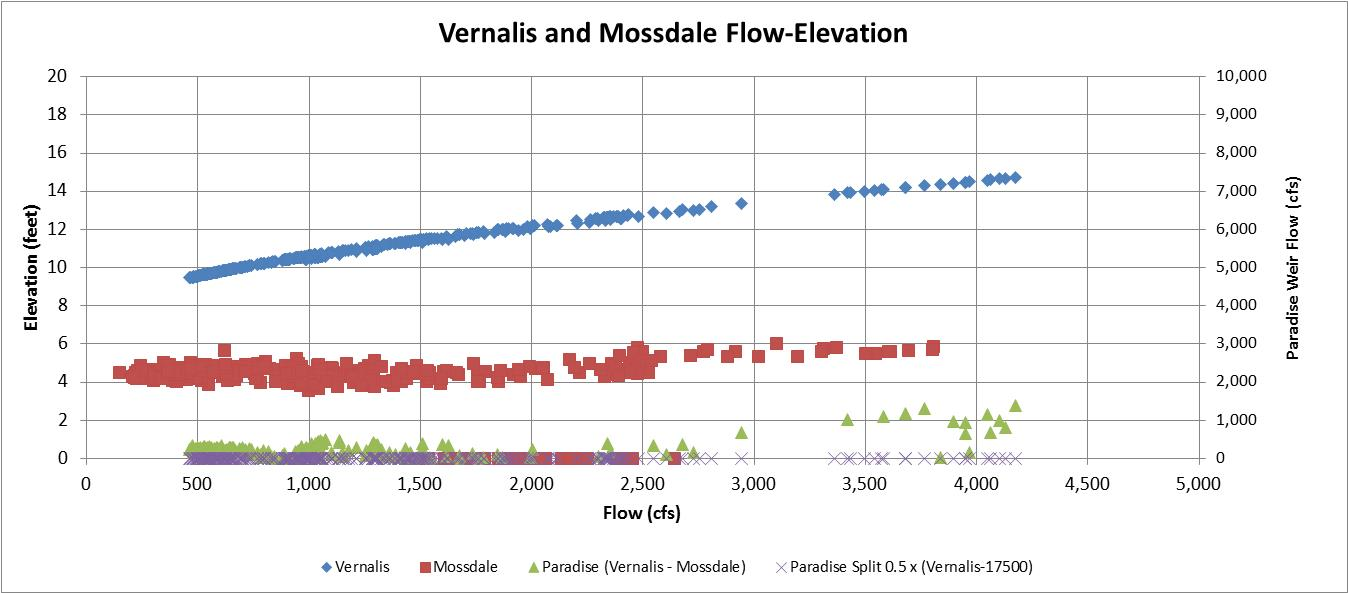 Vernalis and Mossdale Flow-Elevation
20 10,000
18 9,000
16 8,000
14 7,000
12 6,000
10 5,000
8 4,000
6 3,000
4 2,000
2 1,000
0 0
Elevation (feet)
Paradise Weir Flow (cfs)
0 500 1,000 1,500 2,000 2,500 3,000 3,500 4,000 4,500 5,000
Flow (cfs)
Vernalis Mossdale Paradise (Vernalis - Mossdale) Paradise Split 0.5 x (Vernalis-17500)